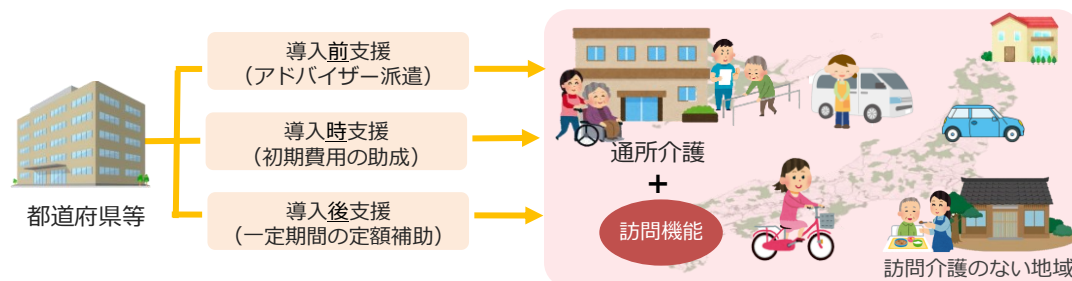 導入前支援
(アドバイザー派遣)
導入時支援
(初期費用の助成)
導入後支援
(一定期間の定額補助)
都道府県等
通所介護
+
訪問機能
訪問介護のない地域